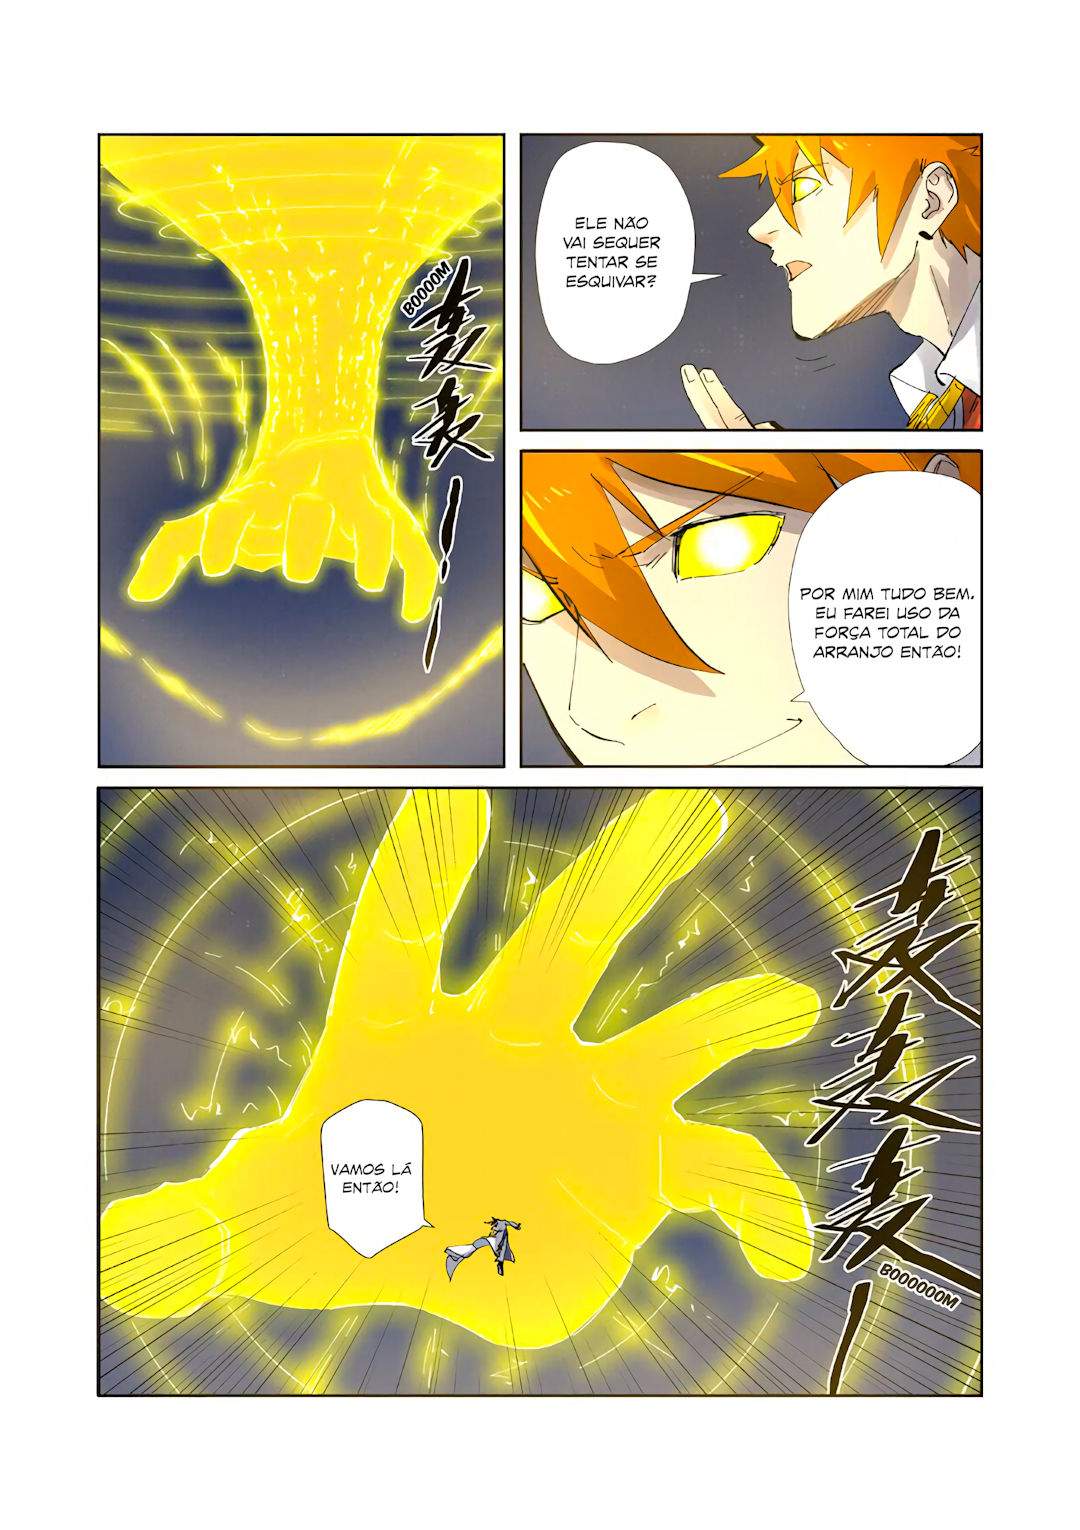 BOOOOM
轰轰!!
ELE NÃO
VAI SEQUER
TENTAR SE
ESQUIVAR?
POR MIM TUDO BEM.
EU FAREI USO DA
FORÇA TOTAL DO
ARRANJO ENTÃO!
VAMOS LÁ
ENTÃO!
轰轰轰!
BOOOOOOM